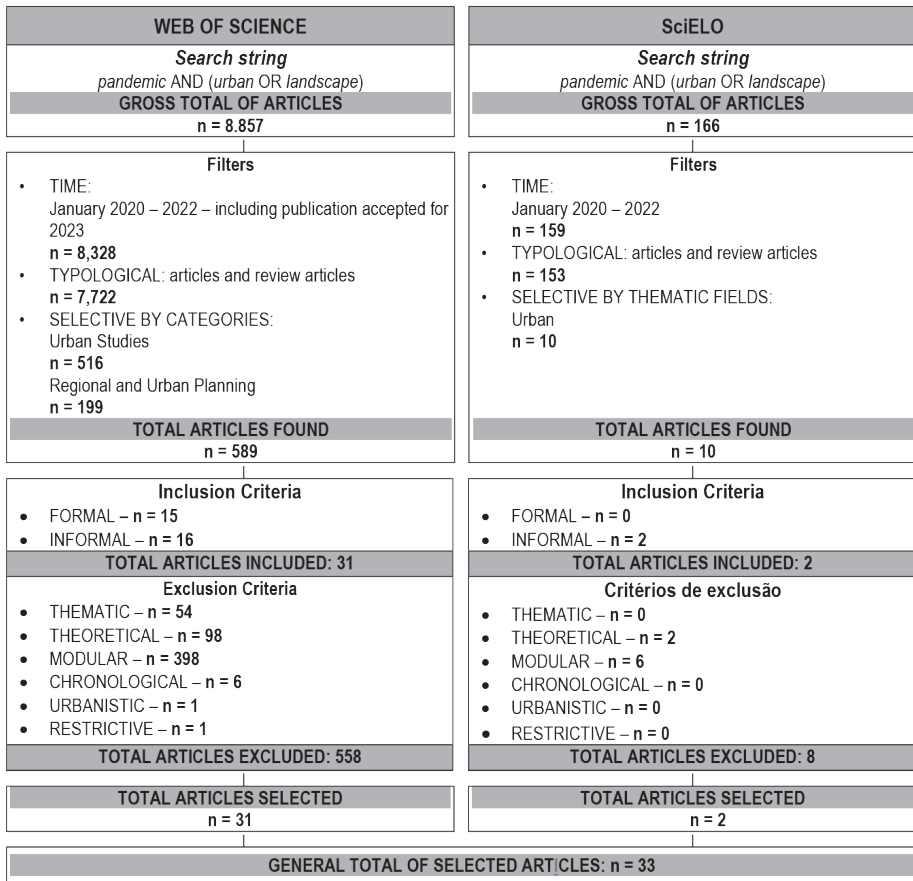 WEB OF SCIENCE
Search string
pandemic AND (urban OR landscape)
GROSS TOTAL OF ARTICLES
n = 8.857
Filters
• TIME:
January 2020 – 2022 – including publication accepted for
2023
n = 8,328
• TYPOLOGICAL: articles and review articles
n = 7,722
• SELECTIVE BY CATEGORIES:
Urban Studies
n = 516
Regional and Urban Planning
n = 199
TOTAL ARTICLES FOUND
n = 589
Inclusion Criteria
• FORMAL – n = 15
• INFORMAL – n = 16
TOTAL ARTICLES INCLUDED: 31
Exclusion Criteria
• THEMATIC – n = 54
• THEORETICAL – n = 98
• MODULAR – n = 398
• CHRONOLOGICAL – n = 6
• URBANISTIC – n = 1
• RESTRICTIVE – n = 1
TOTAL ARTICLES EXCLUDED: 558
TOTAL ARTICLES SELECTED
n = 31
SciELO
Search string
pandemic AND (urban OR landscape)
GROSS TOTAL OF ARTICLES
n = 166
Filters
• TIME:
January 2020 – 2022
n = 159
• TYPOLOGICAL: articles and review articles
n = 153
• SELECTIVE BY THEMATIC FIELDS:
Urban
n = 10
TOTAL ARTICLES FOUND
n = 10
Inclusion Criteria
• FORMAL – n = 0
• INFORMAL – n = 2
TOTAL ARTICLES INCLUDED: 2
Critérios de exclusão
• THEMATIC – n = 0
• THEORETICAL – n = 2
• MODULAR – n = 6
• CHRONOLOGICAL – n = 0
• URBANISTIC – n = 0
• RESTRICTIVE – n = 0
TOTAL ARTICLES EXCLUDED: 8
TOTAL ARTICLES SELECTED
n = 2
GENERAL TOTAL OF SELECTED ARTICLES: n = 33